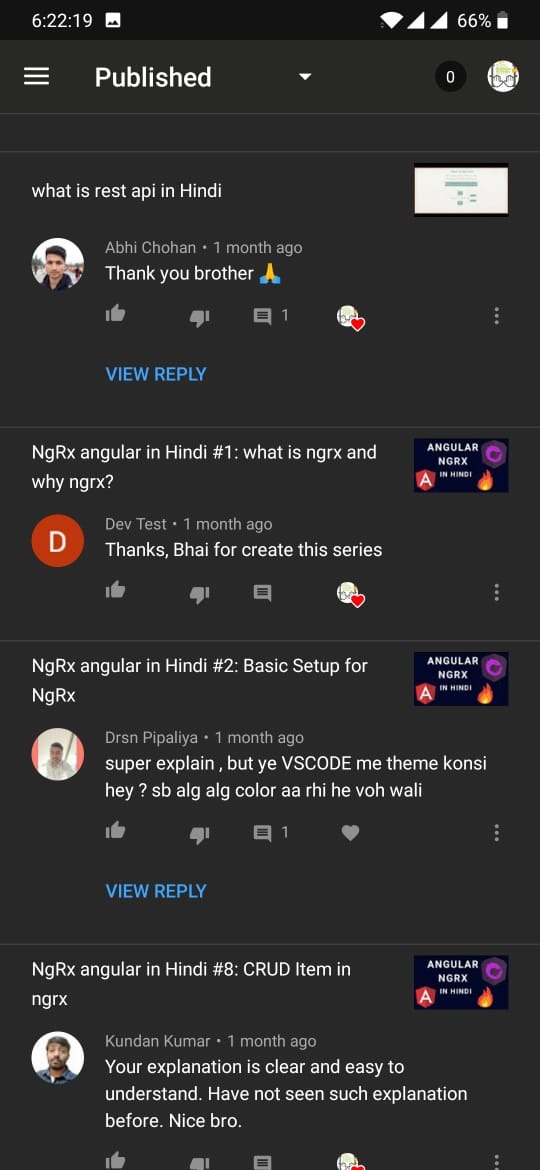 6:22:19
66%
Published
0
what is rest api in Hindi
Abhi Chohan • 1 month ago
Thank you brother 🙏
1
VIEW REPLY
NgRx angular in Hindi #1: what is ngrx and
why ngrx?
ANGULAR
NGRX
IN HINDI
A
D
Dev Test • 1 month ago
Thanks, Bhai for create this series
NgRx angular in Hindi #2: Basic Setup for
NgRx
ANGULAR
NGRX
IN HINDI
A
Drsn Pipaliya • 1 month ago
super explain , but ye VSCODE me theme konsi
hey ? sb alg alg color aa rhi he voh wali
1
VIEW REPLY
NgRx angular in Hindi #8: CRUD Item in
ngrx
ANGULAR
NGRX
IN HINDI
A
Kundan Kumar • 1 month ago
Your explanation is clear and easy to
understand. Have not seen such explanation
before. Nice bro.